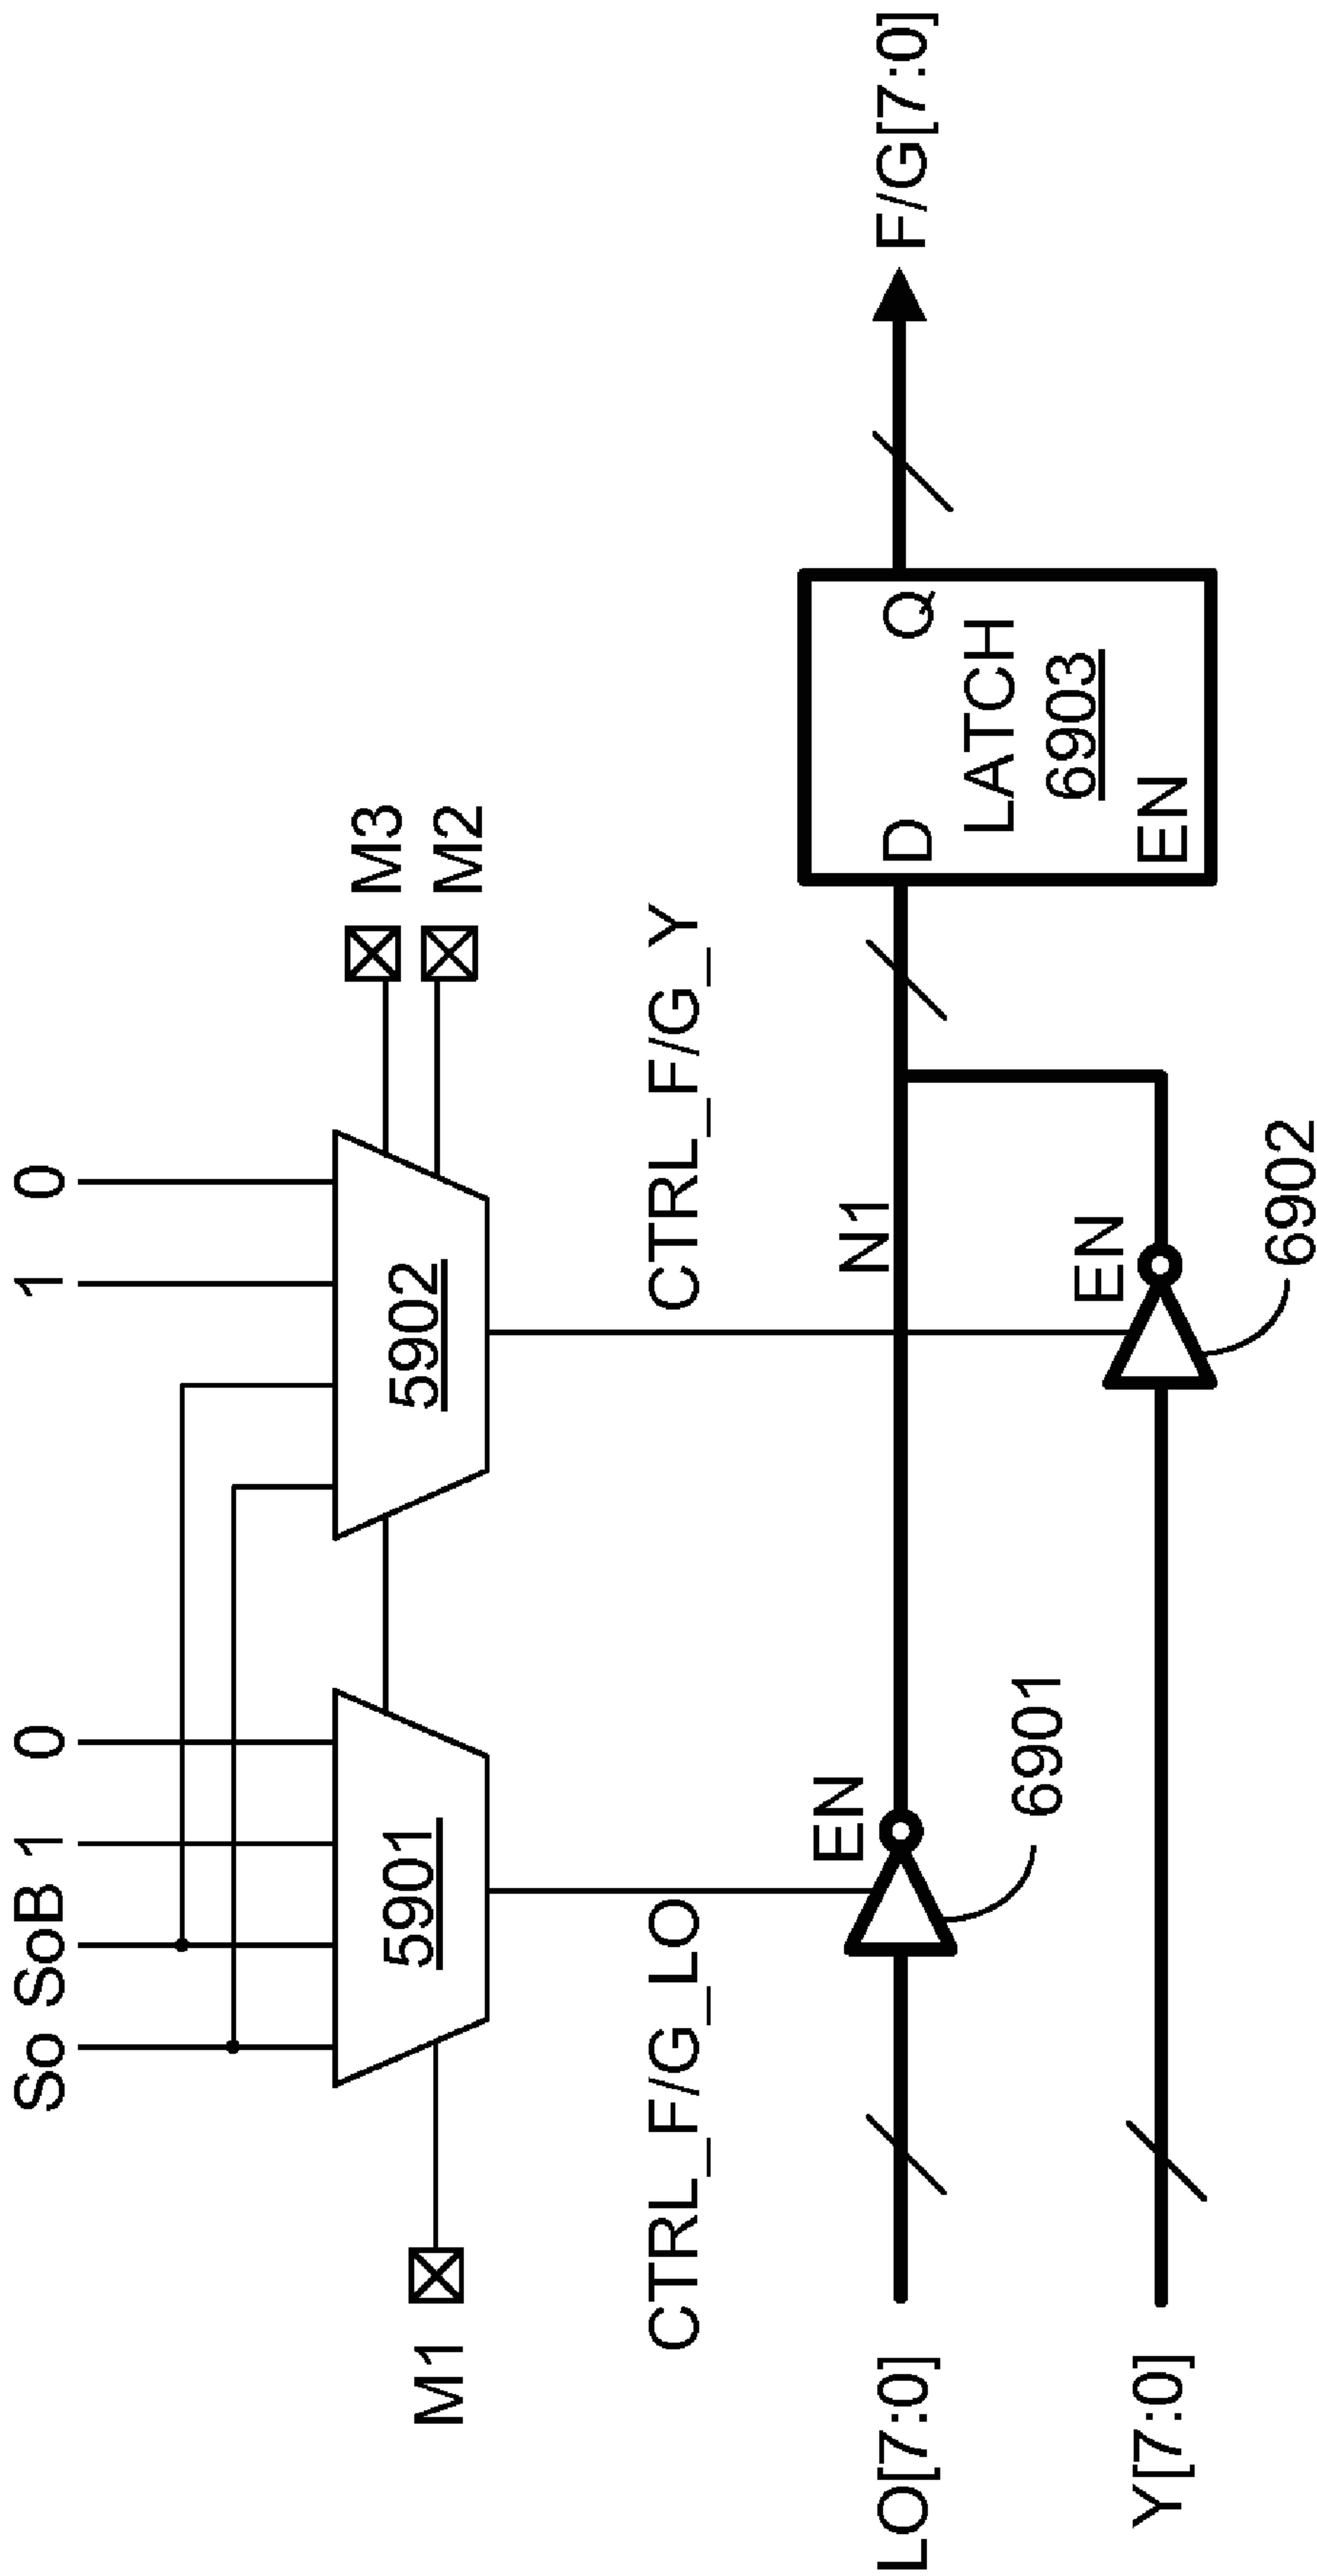 So SoB 1 0 1 0
M1
5901
5902
M3
M2
CTRL_F/G_LO
CTRL_F/G_Y
LO[7:0]
EN
N1
D
Q
F/G[7:0]
LATCH
6903
6901
EN
EN
Y[7:0]
6902